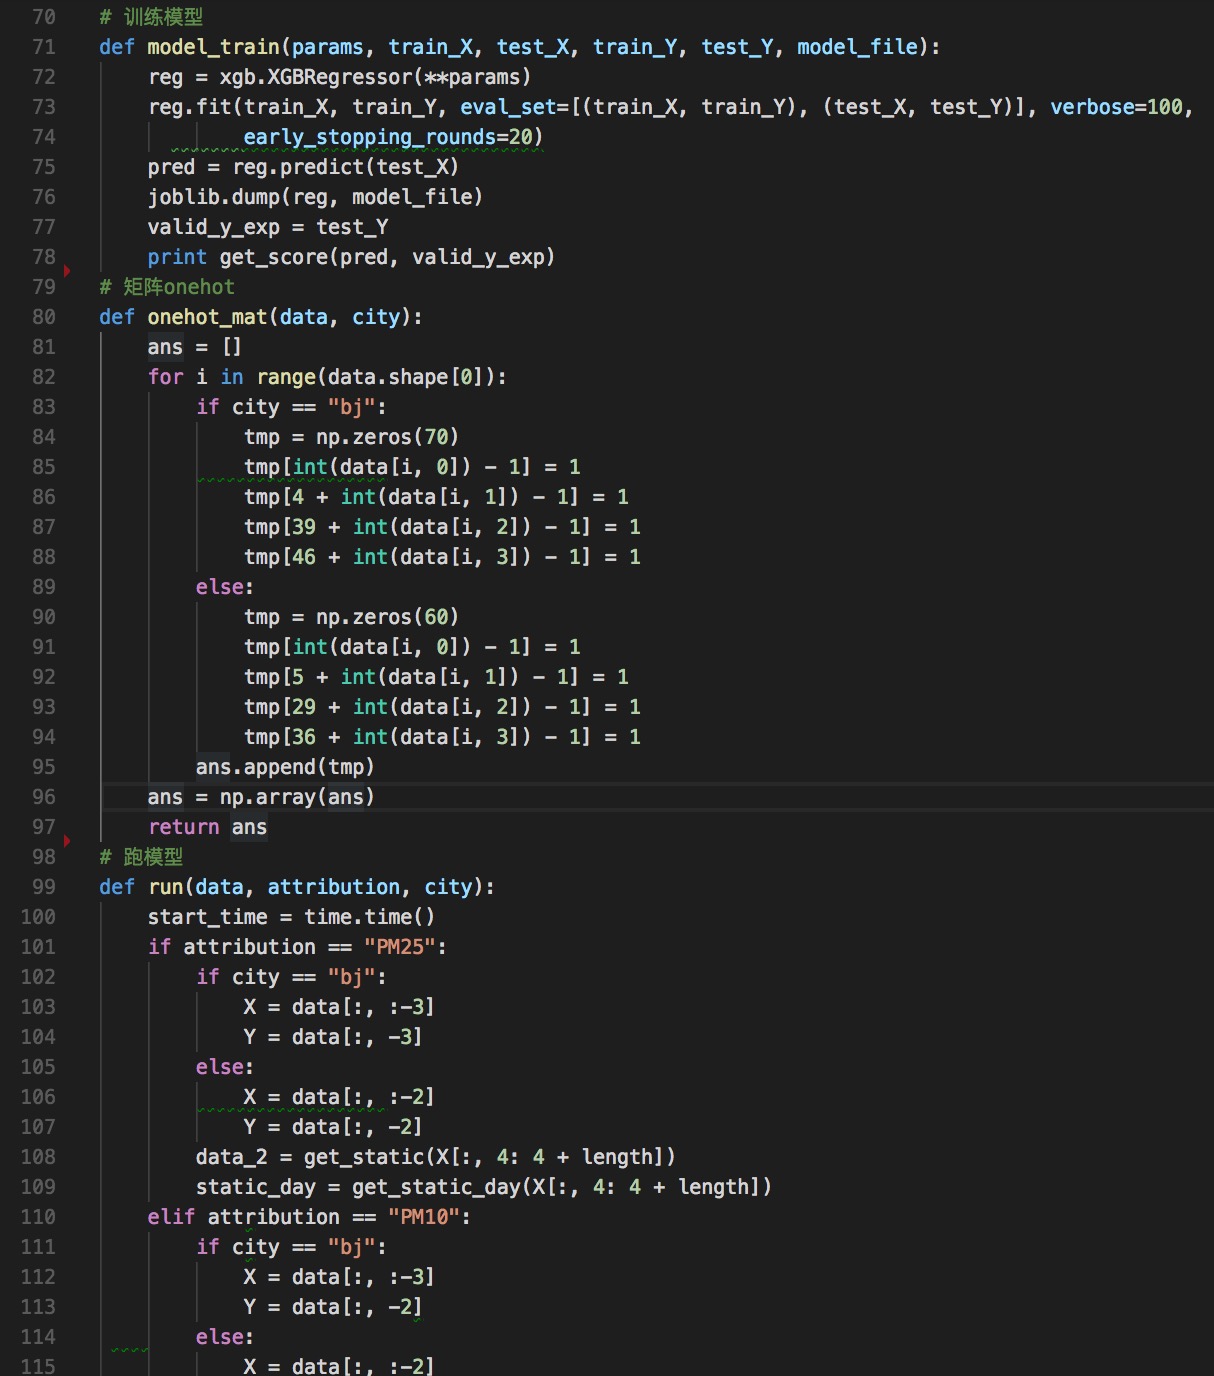 70 # 训练模型
71 def model_train(params, train_X, test_X, train_Y, test_Y, model_file):
72     reg = xgb.XGBRegressor(**params)
73     reg.fit(train_X, train_Y, eval_set=[(train_X, train_Y), (test_X, test_Y)], verbose=100,
74             early_stopping_rounds=20)
75     pred = reg.predict(test_X)
76     joblib.dump(reg, model_file)
77     valid_y_exp = test_Y
78     print get_score(pred, valid_y_exp)
79 # 矩阵onehot
80 def onehot_mat(data, city):
81     ans = []
82     for i in range(data.shape[0]):
83         if city == "bj":
84             tmp = np.zeros(70)
85             tmp[int(data[i, 0]) - 1] = 1
86             tmp[4 + int(data[i, 1]) - 1] = 1
87             tmp[39 + int(data[i, 2]) - 1] = 1
88             tmp[46 + int(data[i, 3]) - 1] = 1
89         else:
90             tmp = np.zeros(60)
91             tmp[int(data[i, 0]) - 1] = 1
92             tmp[5 + int(data[i, 1]) - 1] = 1
93             tmp[29 + int(data[i, 2]) - 1] = 1
94             tmp[36 + int(data[i, 3]) - 1] = 1
95         ans.append(tmp)
96     ans = np.array(ans)
97     return ans
98 # 跑模型
99 def run(data, attribution, city):
100     start_time = time.time()
101     if attribution == "PM25":
102         if city == "bj":
103             X = data[:, :-3]
104             Y = data[:, -3]
105         else:
106             X = data[:, :-2]
107             Y = data[:, -2]
108         data_2 = get_static(X[:, 4: 4 + length])
109         static_day = get_static_day(X[:, 4: 4 + length])
110     elif attribution == "PM10":
111         if city == "bj":
112             X = data[:, :-3]
113             Y = data[:, -2]
114         else:
115             X = data[:, :-2]